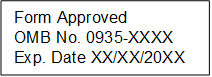 Form Approved
OMB No. 0935-XXXX
Exp. Date XX/XX/20XX